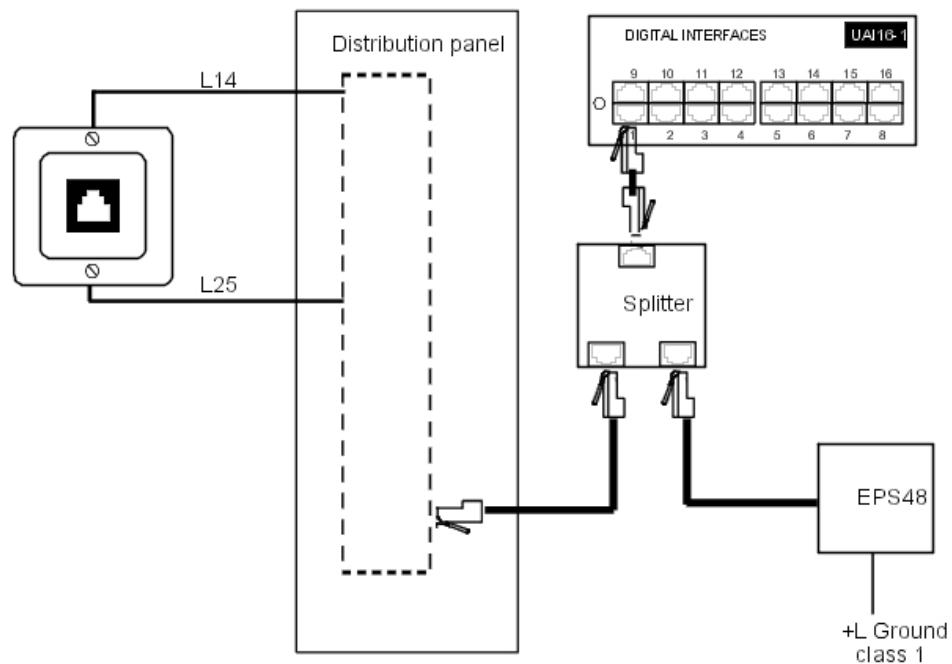 Distribution panel
L14
L25
DIGITAL INTERFACES
UAI16-1
9 10 11 12 13 14 15 16
1 2 3 4 5 6 7 8
Splitter
EPS48
+L Ground
class 1